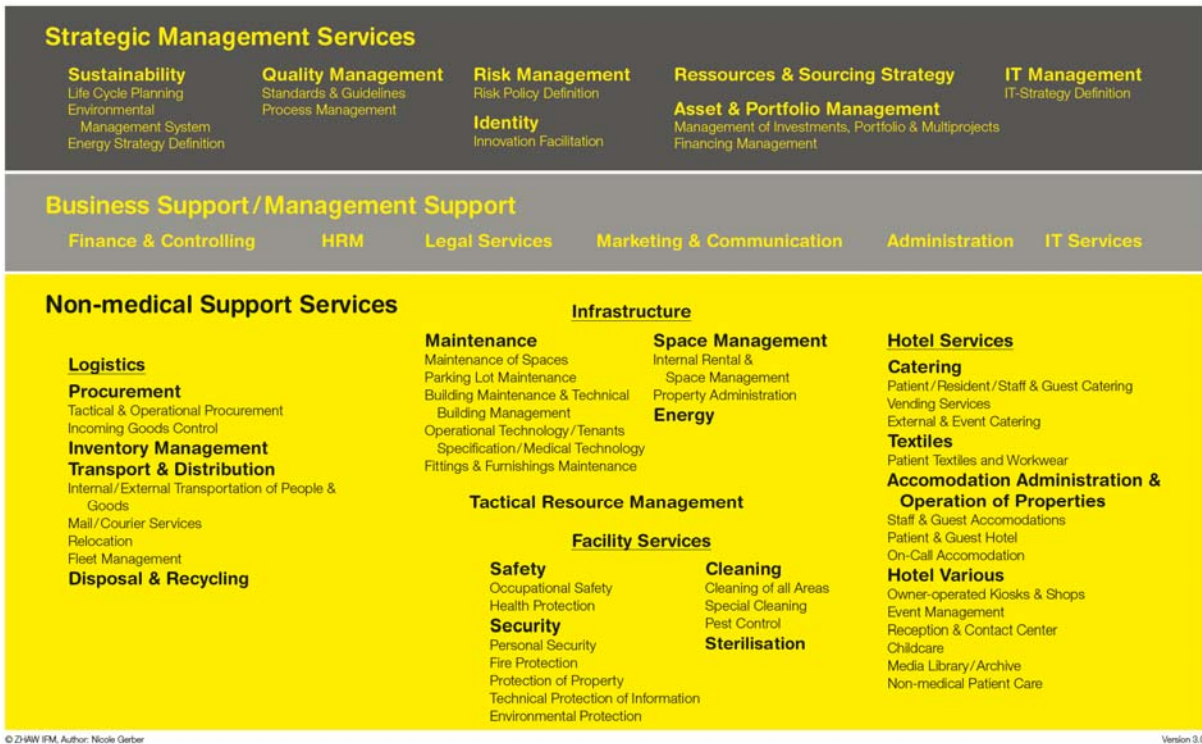 Strategic Management Services
Sustainability
Life Cycle Planning
Environmental
Management System
Energy Strategy Definition
Quality Management
Standards & Guidelines
Process Management
Risk Management
Risk Policy Definition
Identity
Innovation Facilitation
Ressources & Sourcing Strategy
Asset & Portfolio Management
Management of Investments, Portfolio & Multiprojects
Financing Management
IT Management
IT-Strategy Definition
Business Support/Management Support
Finance & Controlling
HRM
Legal Services
Marketing & Communication
Administration
IT Services
Non-medical Support Services
Logistics
Procurement
Tactical & Operational Procurement
Incoming Goods Control
Inventory Management
Transport & Distribution
Internal/External Transportation of People &
Goods
Mail/Courier Services
Relocation
Fleet Management
Disposal & Recycling
Infrastructure
Maintenance
Maintenance of Spaces
Parking Lot Maintenance
Building Maintenance & Technical
Building Management
Operational Technology/Tenants
Specification/Medical Technology
Fittings & Furnishings Maintenance
Space Management
Internal Rental &
Space Management
Property Administration
Energy
Tactical Resource Management
Facility Services
Safety
Occupational Safety
Health Protection
Security
Personal Security
Fire Protection
Protection of Property
Technical Protection of Information
Environmental Protection
Cleaning
Cleaning of all Areas
Special Cleaning
Pest Control
Sterilisation
Hotel Services
Catering
Patient/Resident/Staff & Guest Catering
Vending Services
External & Event Catering
Textiles
Patient Textiles and Workwear
Accomodation Administration &
Operation of Properties
Staff & Guest Accomodations
Patient & Guest Hotel
On-Call Accomodation
Hotel Various
Owner-operated Kiosks & Shops
Event Management
Reception & Contact Center
Childcare
Media Library/Archive
Non-medical Patient Care
© ZHAW IFM, Author: Nicole Gerber
Version 3.0